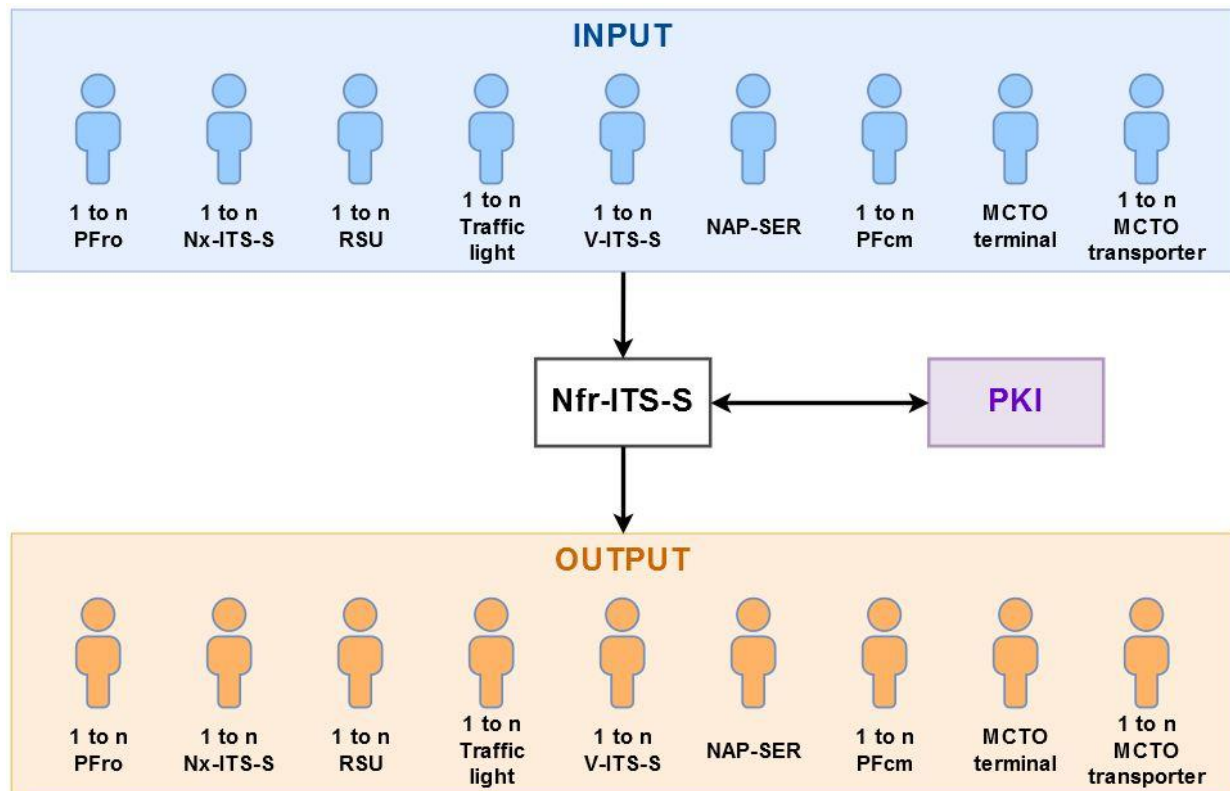 INPUT
1 to n
PFro
1 to n
Nx-ITS-S
1 to n
RSU
1 to n
Traffic
light
1 to n
V-ITS-S
NAP-SER
1 to n
PFcm
MCTO
terminal
1 to n
MCTO
transporter
Nfr-ITS-S
PKI
OUTPUT
1 to n
PFro
1 to n
Nx-ITS-S
1 to n
RSU
1 to n
Traffic
light
1 to n
V-ITS-S
NAP-SER
1 to n
PFcm
MCTO
terminal
1 to n
MCTO
transporter